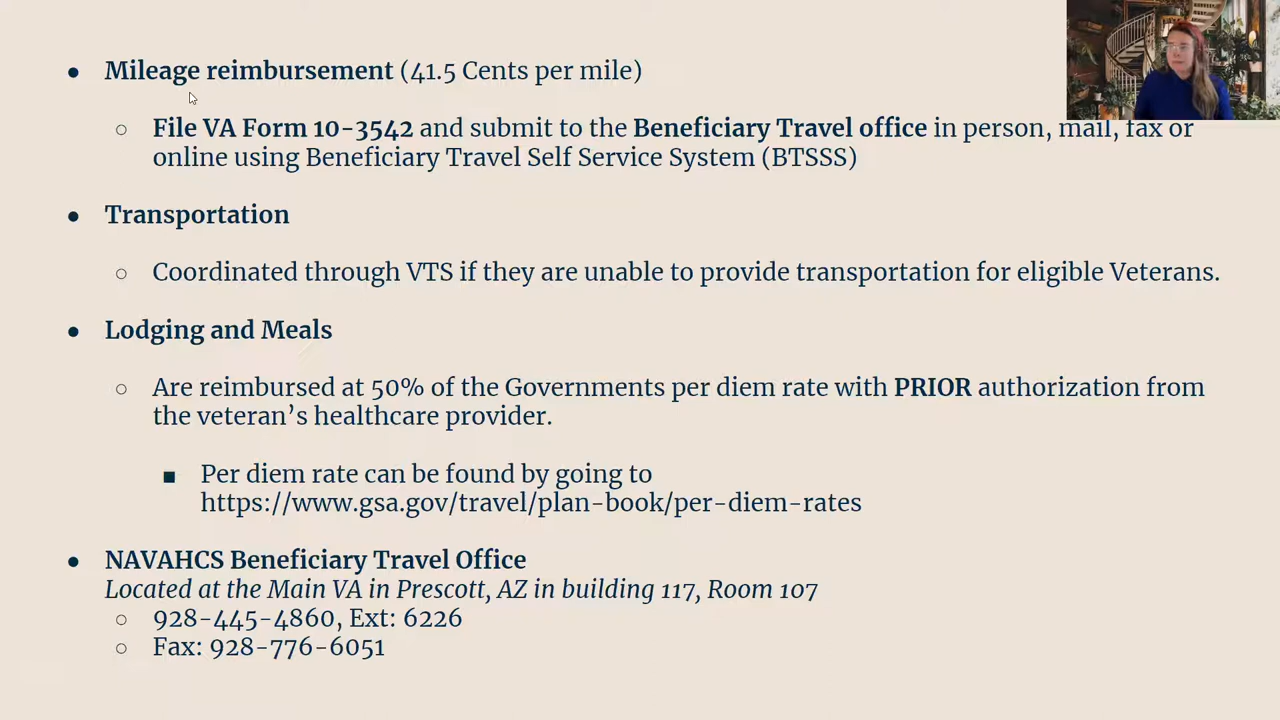 ● Mileage reimbursement (41.5 Cents per mile)
○ File VA Form 10-3542 and submit to the Beneficiary Travel office in person, mail, fax or
online using Beneficiary Travel Self Service System (BTSSS)
● Transportation
○ Coordinated through VTS if they are unable to provide transportation for eligible Veterans.
● Lodging and Meals
○ Are reimbursed at 50% of the Governments per diem rate with PRIOR authorization from
the veteran’s healthcare provider.
■ Per diem rate can be found by going to
https://www.gsa.gov/travel/plan-book/per-diem-rates
● NAVAHCS Beneficiary Travel Office
Located at the Main VA in Prescott, AZ in building 117, Room 107
○ 928-445-4860, Ext: 6226
○ Fax: 928-776-6051